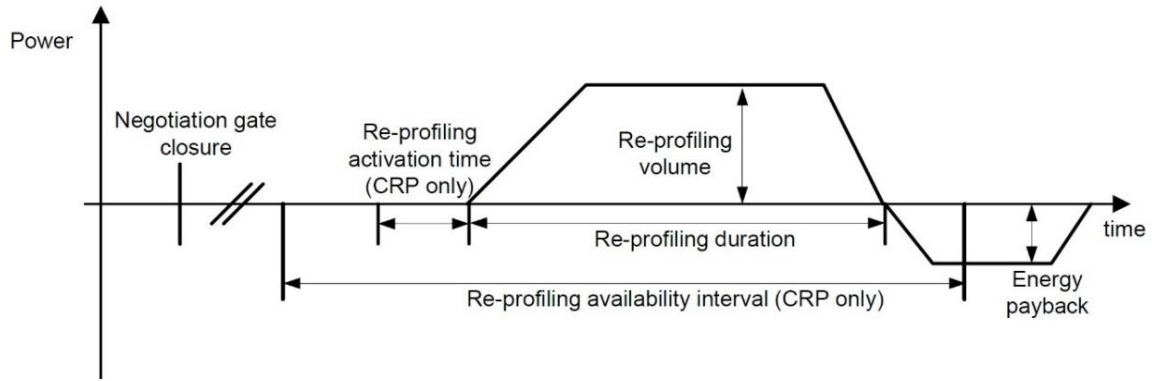 Power
Negotiation gate
closure
Re-profiling
activation time
(CRP only)
Re-profiling
volume
Re-profiling duration
time
Re-profiling availability interval (CRP only)
Energy
payback